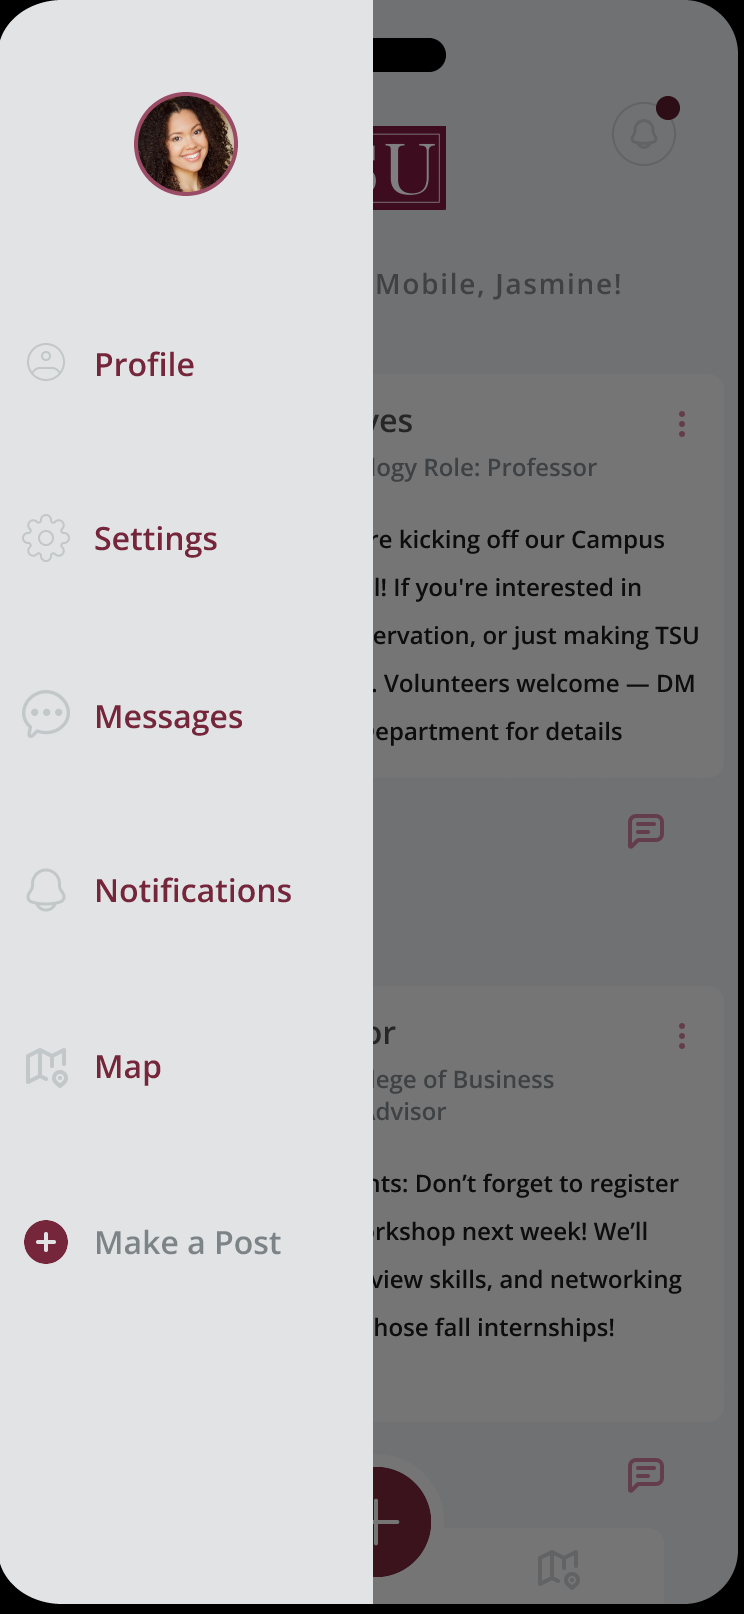 SU
Mobile, Jasmine!
Profile
Settings
Messages
Notifications
Map
Make a Post
yes
logy Role: Professor
re kicking off our Campus
l! If you're interested in
ervation, or just making TSU
. Volunteers welcome — DM
epartment for details
or
lege of Business
Advisor
nts: Don’t forget to register
rkshop next week! We’ll
view skills, and networking
hose fall internships!